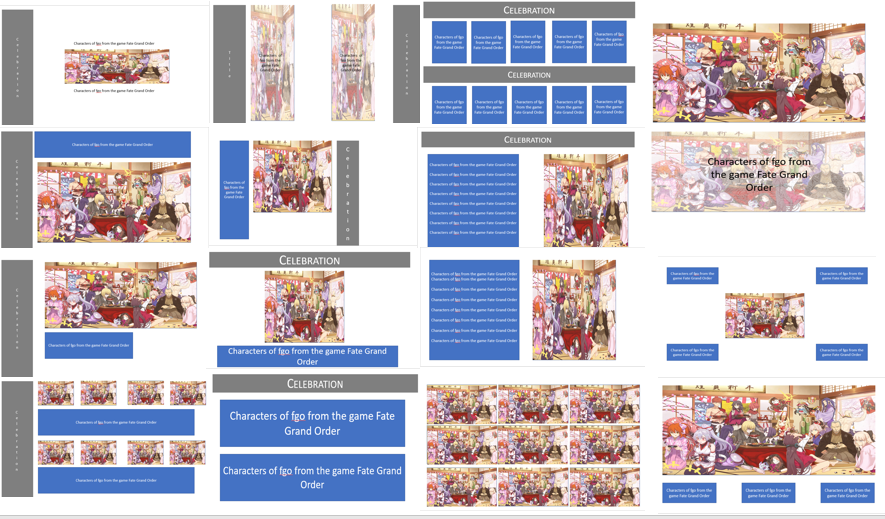 Celebration
Characters of fgo from the game Fate Grand Order
Characters of fgo from the game Fate Grand Order
Characters of
fgo from the
game Fate
Grand Order
Characters of
fgo from the
game Fate
Grand Order
Celebration
CELEBRATION
Characters of
fgo from the
game Fate
Grand Order
Characters of
fgo from the
game Fate
Grand Order
Characters of
fgo from the
game Fate
Grand Order
Characters of
fgo from the
game Fate
Grand Order
Characters of
fgo from the
game Fate
Grand Order
CELEBRATION
Characters of
fgo from the
game Fate
Grand Order
Characters of
fgo from the
game Fate
Grand Order
Characters of
fgo from the
game Fate
Grand Order
Characters of
fgo from the
game Fate
Grand Order
Characters of
fgo from the
game Fate
Grand Order
Celebration
Characters of fgo from the game Fate Grand Order
Characters of
fgo from the
game Fate
Grand Order
Celebration
CELEBRATION
Characters of fgo from the game Fate Grand Order
Characters of fgo from the game Fate Grand Order
Characters of fgo from the game Fate Grand Order
Characters of fgo from the game Fate Grand Order
Characters of fgo from the game Fate Grand Order
Characters of fgo from the game Fate Grand Order
Characters of fgo from the game Fate Grand Order
Characters of fgo from
the game Fate Grand
Order
Celebration
Characters of fgo from the game Fate Grand Order
CELEBRATION
Characters of fgo from the game Fate Grand
Order
Characters of fgo from the game Fate Grand Order
Characters of fgo from the game Fate Grand Order
Characters of fgo from the game Fate Grand Order
Characters of fgo from the game Fate Grand Order
Characters of fgo from the game Fate Grand Order
Characters of fgo from the game Fate Grand Order
Characters of fgo from the game Fate Grand Order
Characters of fgo from the game Fate Grand Order
Characters of fgo from the
game Fate Grand Order
Characters of fgo from the
game Fate Grand Order
Characters of fgo from the
game Fate Grand Order
Characters of fgo from the
game Fate Grand Order
Celebration
Characters of fgo from the game Fate Grand Order
Characters of fgo from the game Fate Grand Order
CELEBRATION
Characters of fgo from the game Fate
Grand Order
Characters of fgo from the game Fate Grand
Order
Characters of fgo from the
game Fate Grand Order
Characters of fgo from the
game Fate Grand Order
Characters of fgo from the
game Fate Grand Order